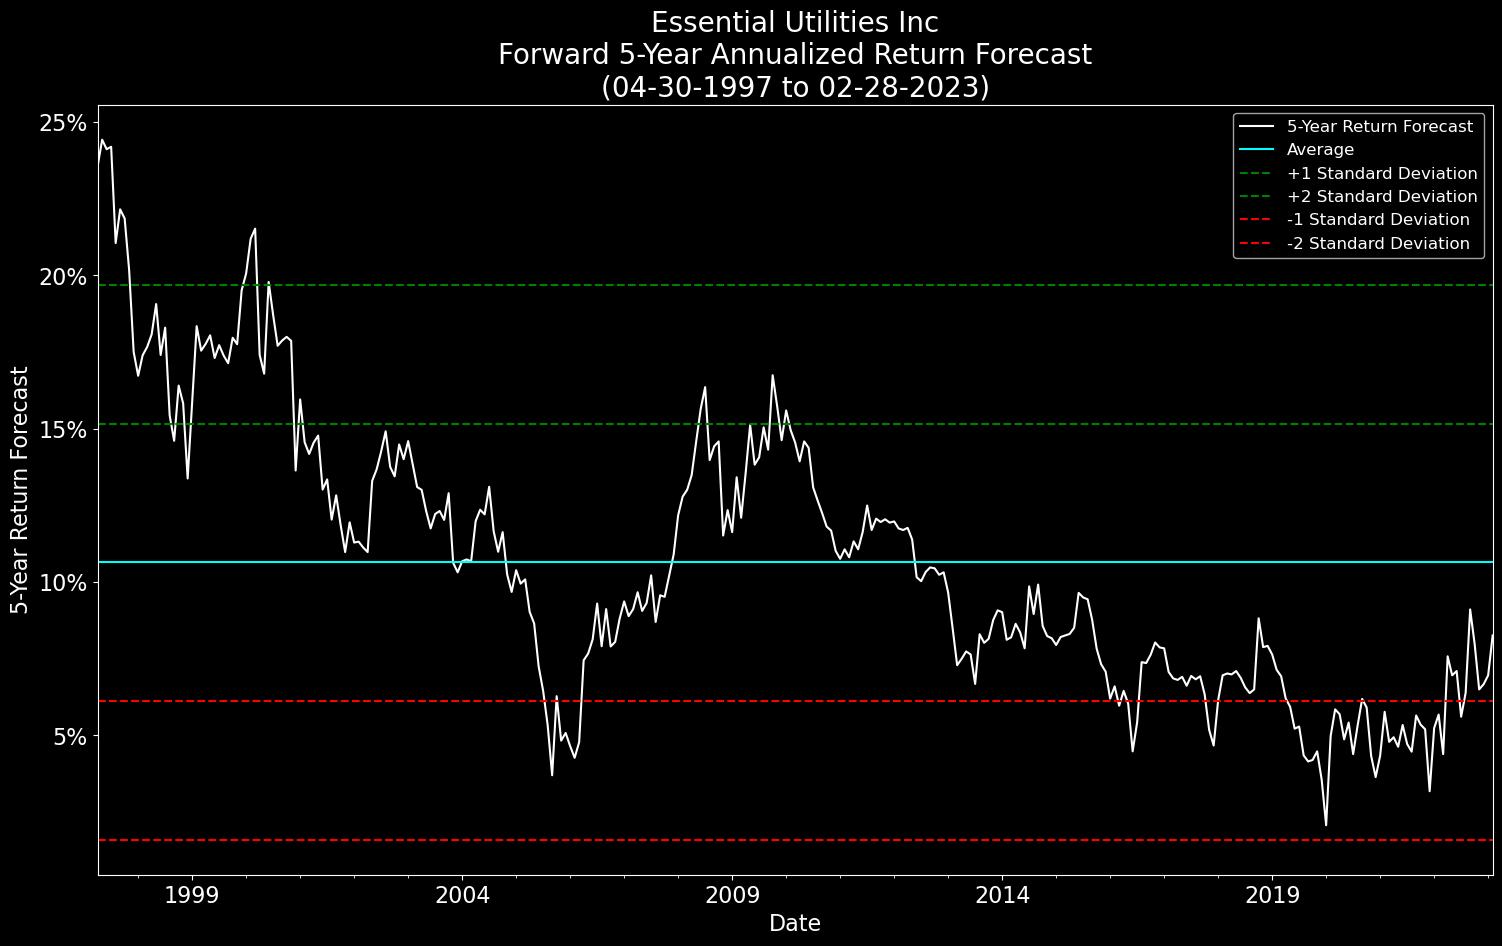 Essential Utilities Inc
Forward 5-Year Annualized Return Forecast
(04-30-1997 to 02-28-2023)
5-Year Return Forecast
Average
+1 Standard Deviation
+2 Standard Deviation
-1 Standard Deviation
-2 Standard Deviation
5-Year Return Forecast
25%
20%
15%
10%
5%
1999 2004 2009 2014 2019
Date